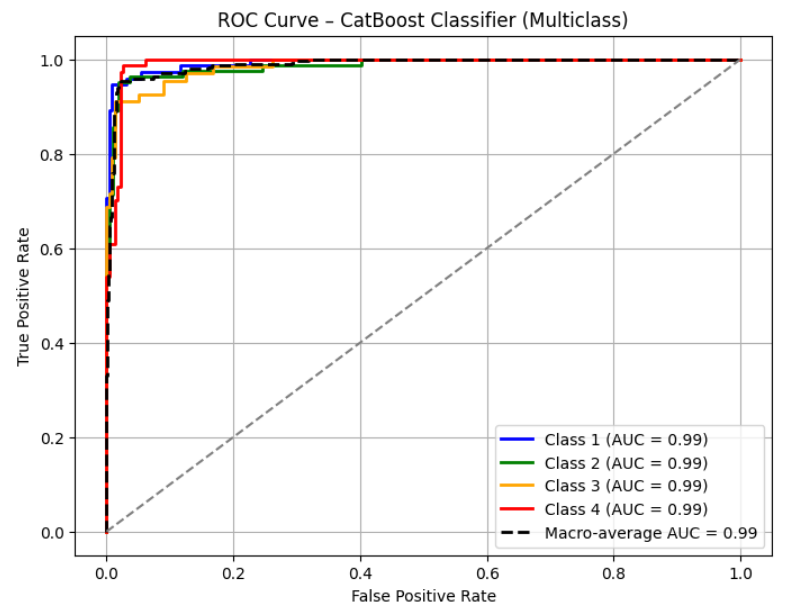 ROC Curve – CatBoost Classifier (Multiclass)
True Positive Rate
1.0
0.8
0.6
0.4
0.2
0.0
Class 1 (AUC = 0.99)
Class 2 (AUC = 0.99)
Class 3 (AUC = 0.99)
Class 4 (AUC = 0.99)
Macro-average AUC = 0.99
0.0 0.2 0.4 0.6 0.8 1.0
False Positive Rate